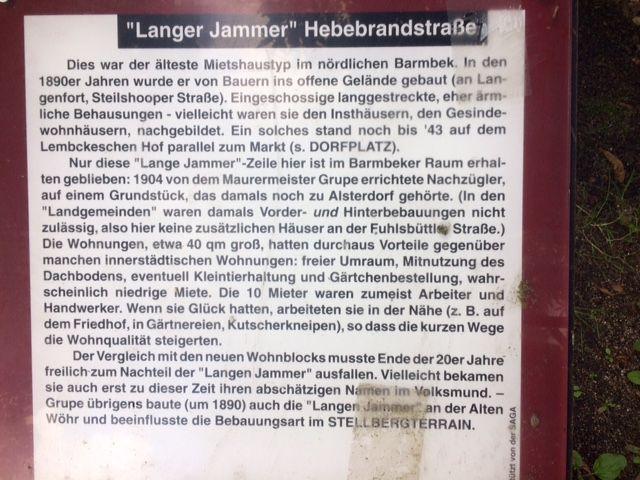 "Langer Jammer" Hebebrandstraße
Dies war der älteste Mietshaustyp im nördlichen Barmbek. In den
1890er Jahren wurde er von Bauern ins offene Gelände gebaut (an Lan-
genfort, Steilshooper Straße). Eingeschossige langgestreckte, eher ärm-
liche Behausungen - vielleicht waren sie den Insthäusern, den Gesinde-
wohnhäusern, nachgebildet. Ein solches stand noch bis '43 auf dem
Lembckeschen Hof parallel zum Markt (s. DORFPLATZ).
Nur diese "Lange Jammer"-Zeile hier ist im Barmbeker Raum erhal-
ten geblieben: 1904 von dem Maurermeister Grupe errichtete Nachzügler,
auf einem Grundstück, das damals noch zu Alsterdorf gehörte. (In den
"Landgemeinden" waren damals Vorder- und Hinterbebauungen nicht
zulässig, also hier keine zusätzlichen Häuser an der Fuhlsbüttler Straße.)
Die Wohnungen, etwa 40 qm groß, hatten durchaus Vorteile gegenüber
manchen innerstädtischen Wohnungen: freier Umraum, Mitnutzung des
Dachbodens, eventuell Kleintierhaltung und Gärtchenbestellung, wahr-
scheinlich niedrige Miete. Die 10 Mieter waren zumeist Arbeiter und
Handwerker. Wenn sie Glück hatten, arbeiteten sie in der Nähe (z. B. auf
dem Friedhof, in Gärtnereien, Kutscherkneipen), so dass die kurzen Wege
die Wohnqualität steigerten.
Der Vergleich mit den neuen Wohnblocks musste Ende der 20er Jahre
freilich zum Nachteil der "Langen Jammer" ausfallen. Vielleicht bekamen
sie auch erst zu dieser Zeit ihren abschätzigen Namen im Volksmund. –
Grupe übrigens baute (um 1890) auch die "Langen Jammer" an der Alten
Wöhr und beeinflusste die Bebauungsart im STELLBERGTERRAIN.
von der SAGA